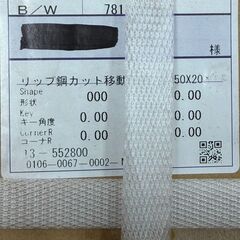 B/W 781
様
リップ鋼カット移動 50X20
Shape 000 0.00
形状
Key 0.00 0.00
キー角度
CornerR 0.00 0.00
コーナR
13-552800
0106-0067-0002-N